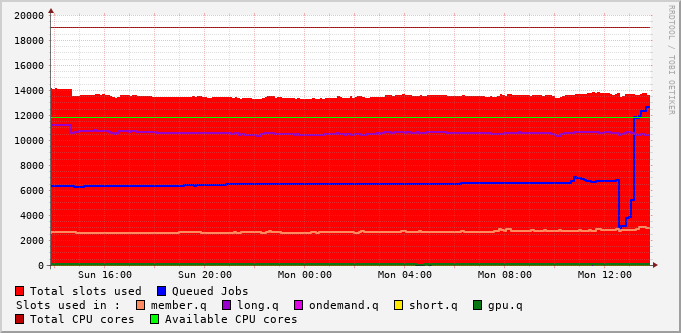 20000
18000
16000
14000
12000
10000
8000
6000
4000
2000
0
Sun 16:00 Sun 20:00 Mon 00:00 Mon 04:00 Mon 08:00 Mon 12:00
RRDTOOL / TOBI OETIKER
Total slots used Queued Jobs
Slots used in : member.q long.q ondemand.q short.q gpu.q
Total CPU cores Available CPU cores